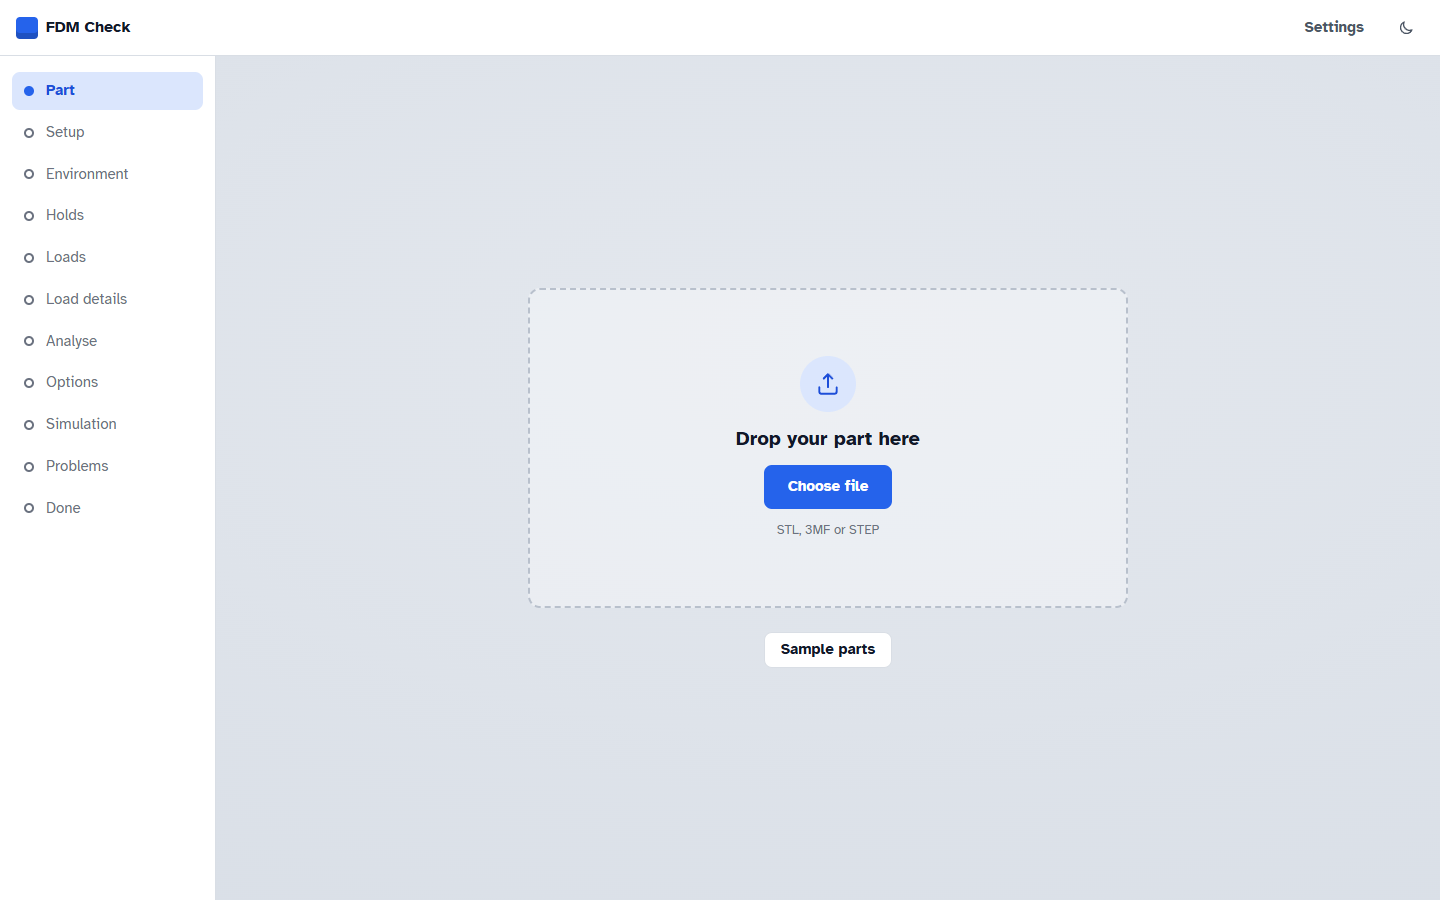 FDM Check
Settings
Part
Setup
Environment
Holds
Loads
Load details
Analyse
Options
Simulation
Problems
Done
Drop your part here
Choose file
STL, 3MF or STEP
Sample parts